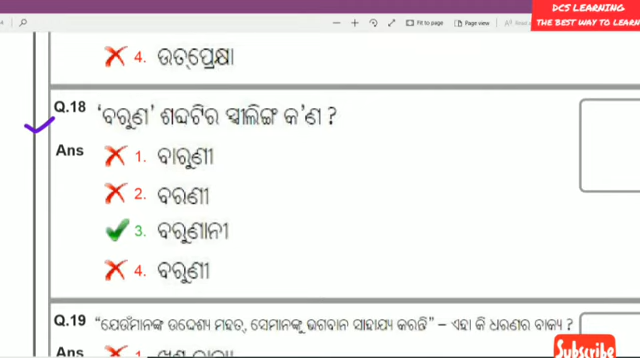 DCS LEARNING
THE BEST WAY TO LEARN
Fit to page
Page view
4. ଉତ୍‌ପ୍ରେକ୍ଷା
Q.18 ‘ବରୁଣ’ ଶବ୍ଦଟିର ସ୍ତ୍ରୀଲିଙ୍ଗ କ’ଣ ?
Ans 1. ବାରୁଣୀ
2. ବରଣୀ
3. ବରୁଣାନୀ
4. ବରୁଣୀ
Q.19 “ଯେଉଁମାନଙ୍କ ଉଦ୍ଦେଶ୍ୟ ମହତ୍, ସେମାନଙ୍କୁ ଭଗବାନ ସାହାଯ୍ୟ କରନ୍ତି” – ଏହା କି ଧରଣର ବାକ୍ୟ ?
Ans 1.
Subscribe